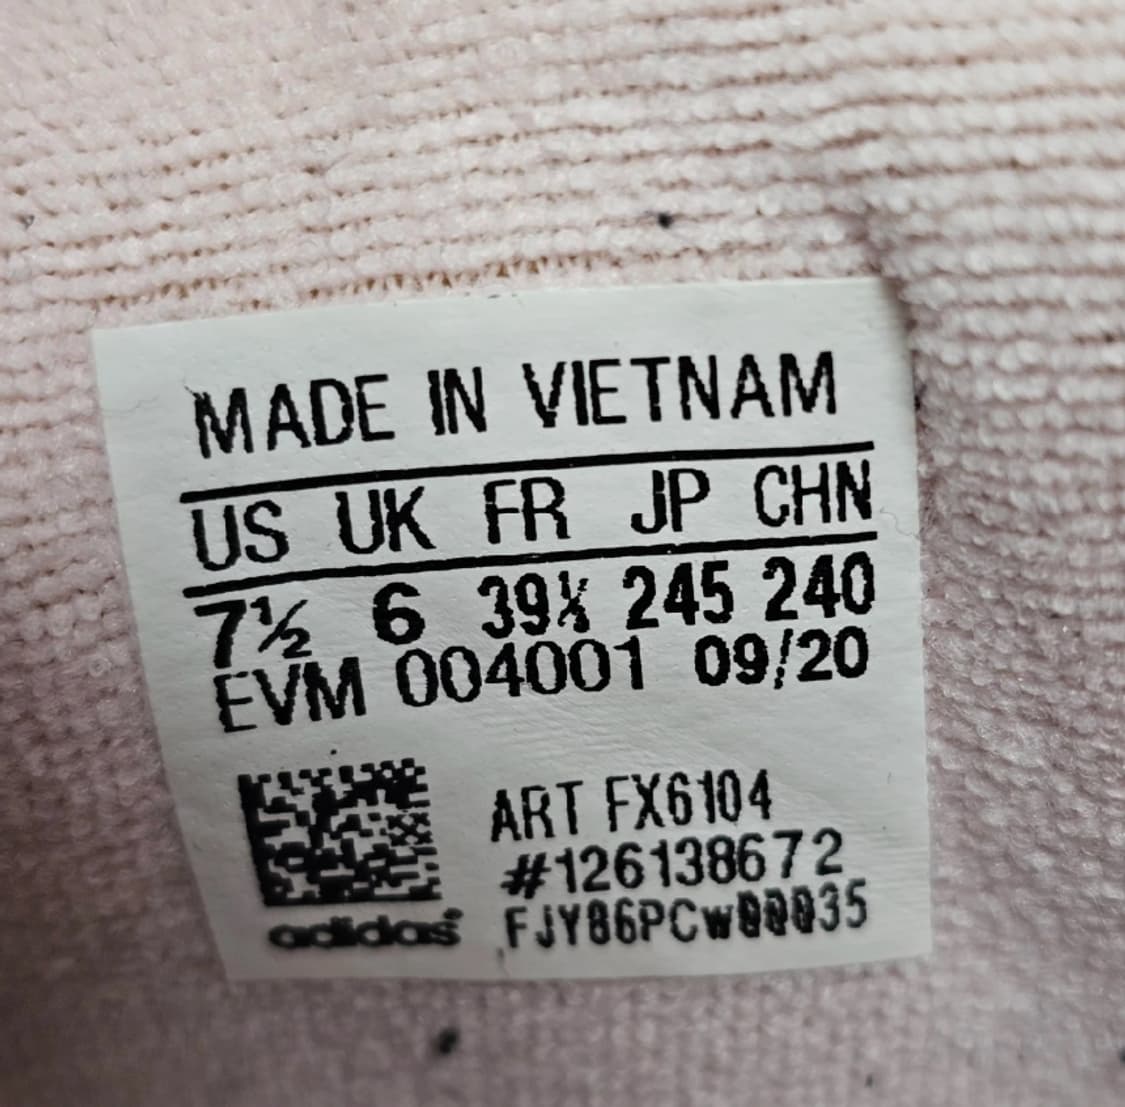 MADE IN VIETNAM
US UK FR JP CHN
7½ 6 39⅓ 245 240
EVM 004001 09/20
ART FX6104
#126138672
adidas